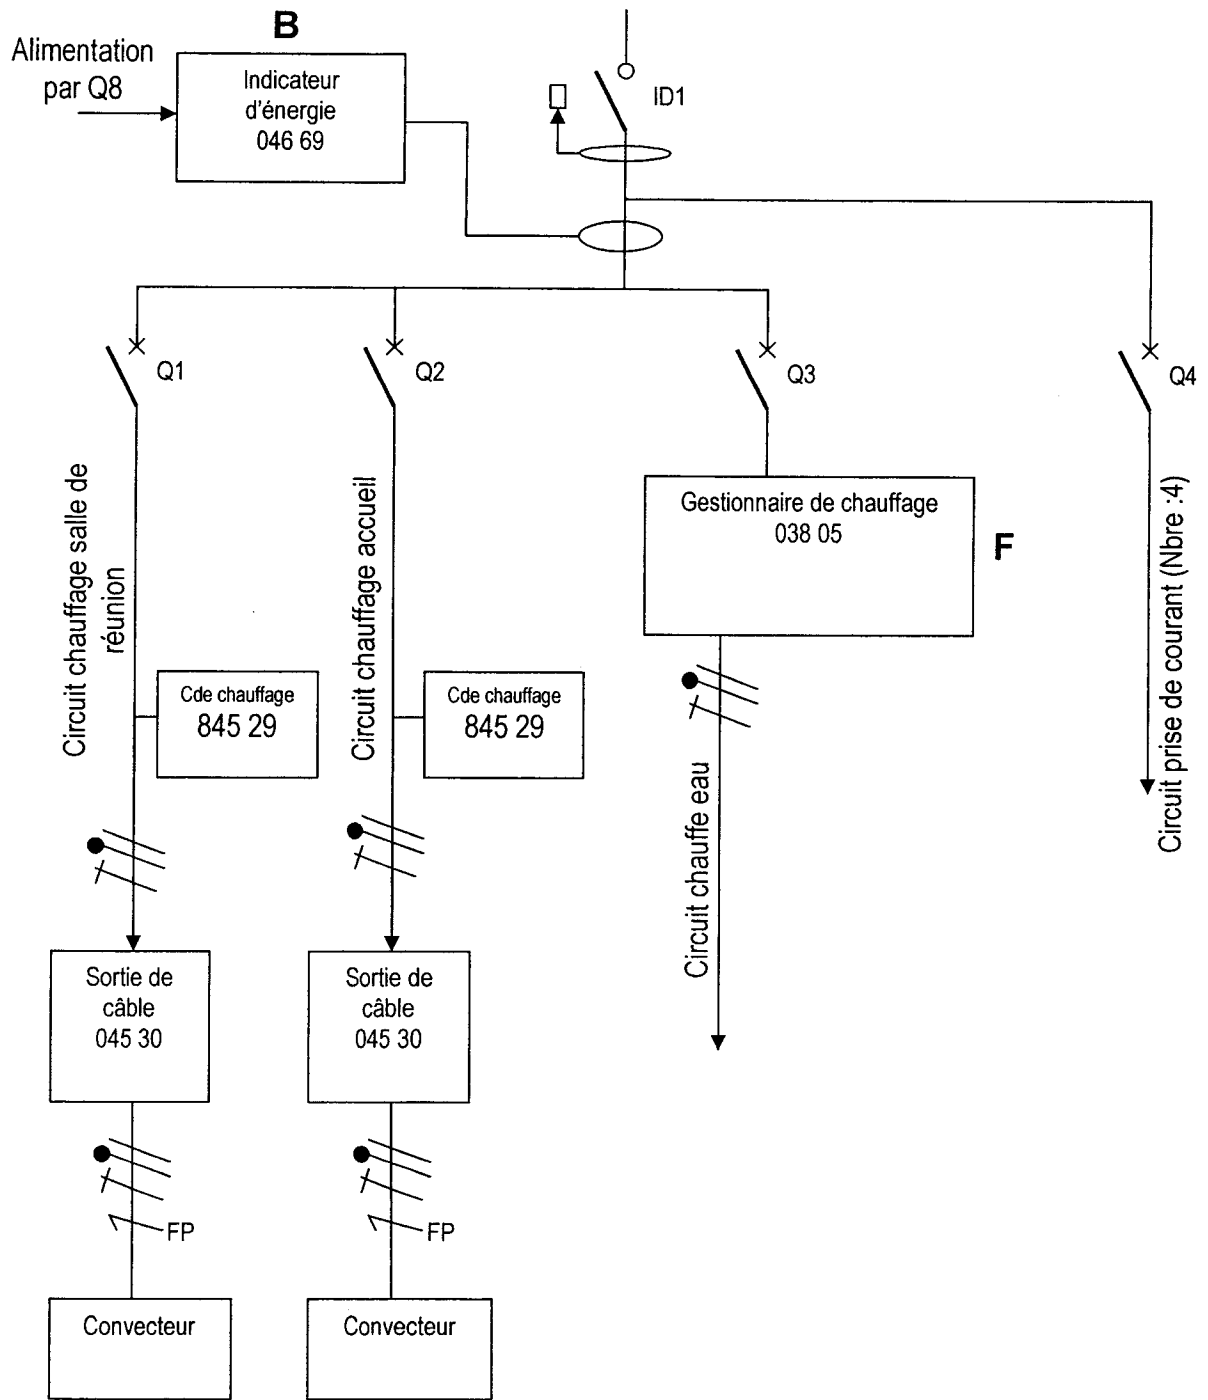 B
Alimentation
par Q8
Indicateur
d'énergie
046 69
ID1
Q1
Q2
Q3
Q4
Circuit chauffage salle de
réunion
Circuit chauffage accueil
Gestionnaire de chauffage
038 05
F
Circuit prise de courant (Nbre :4)
Cde chauffage
845 29
Cde chauffage
845 29
Circuit chauffe eau
Sortie de
câble
045 30
Sortie de
câble
045 30
FP
FP
Convecteur
Convecteur